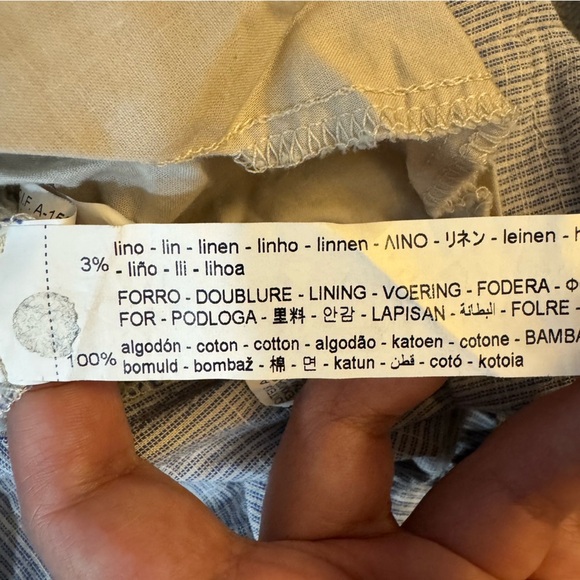 IF A-15
3% lino - lin - linen - linho - linnen - ΛΙΝΟ - リネン - leinen - h
- liño - lli - lihoa
FORRO - DOUBLURE - LINING - VOERING - FODERA - Φ
FOR - PODLOGA - 里料 - 안감 - LAPISAN - البطانة - FOLRE -
100% algodón - coton - cotton - algodão - katoen - cotone - BAMBA
bomuld - bombaž - 棉 - 면 - katun - قطن - cotó - kotoia